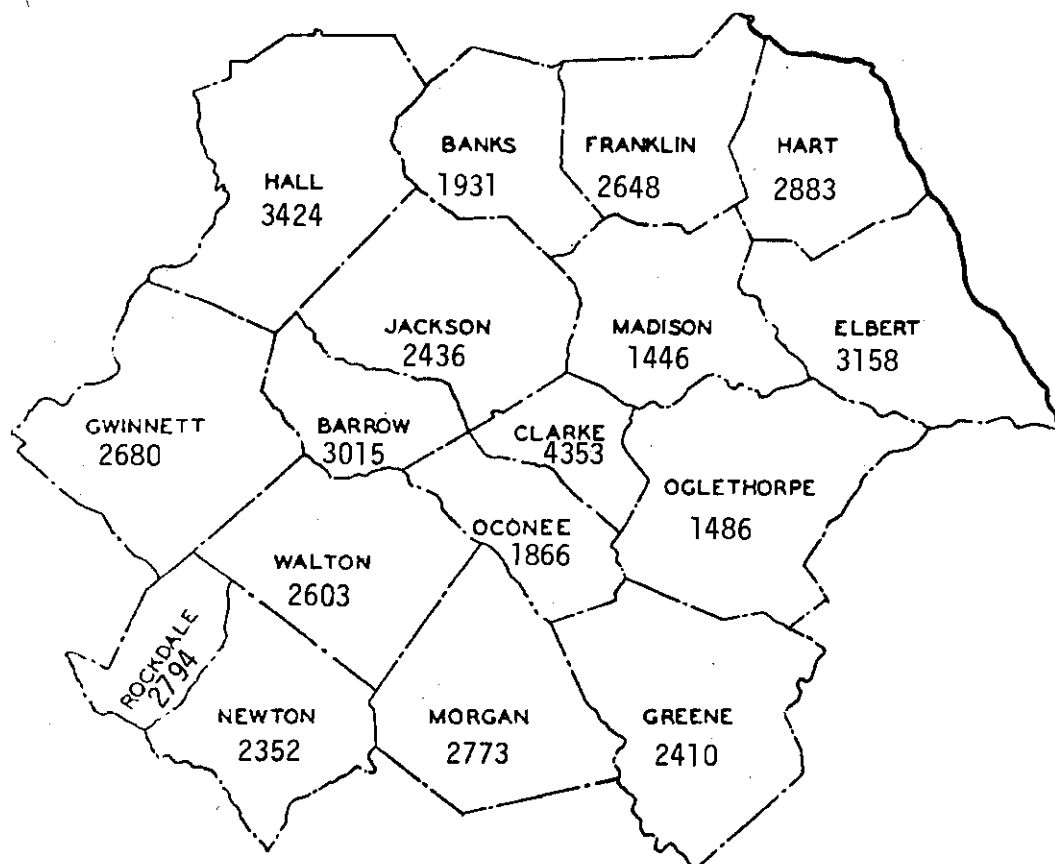 BANKS
1931
FRANKLIN
2648
HART
2883
HALL
3424
JACKSON
2436
MADISON
1446
ELBERT
3158
GWINNETT
2680
BARROW
3015
CLARKE
4353
OGLETHORPE
1486
OCONEE
1866
WALTON
2603
ROCKDALE
2794
NEWTON
2352
MORGAN
2773
GREENE
2410